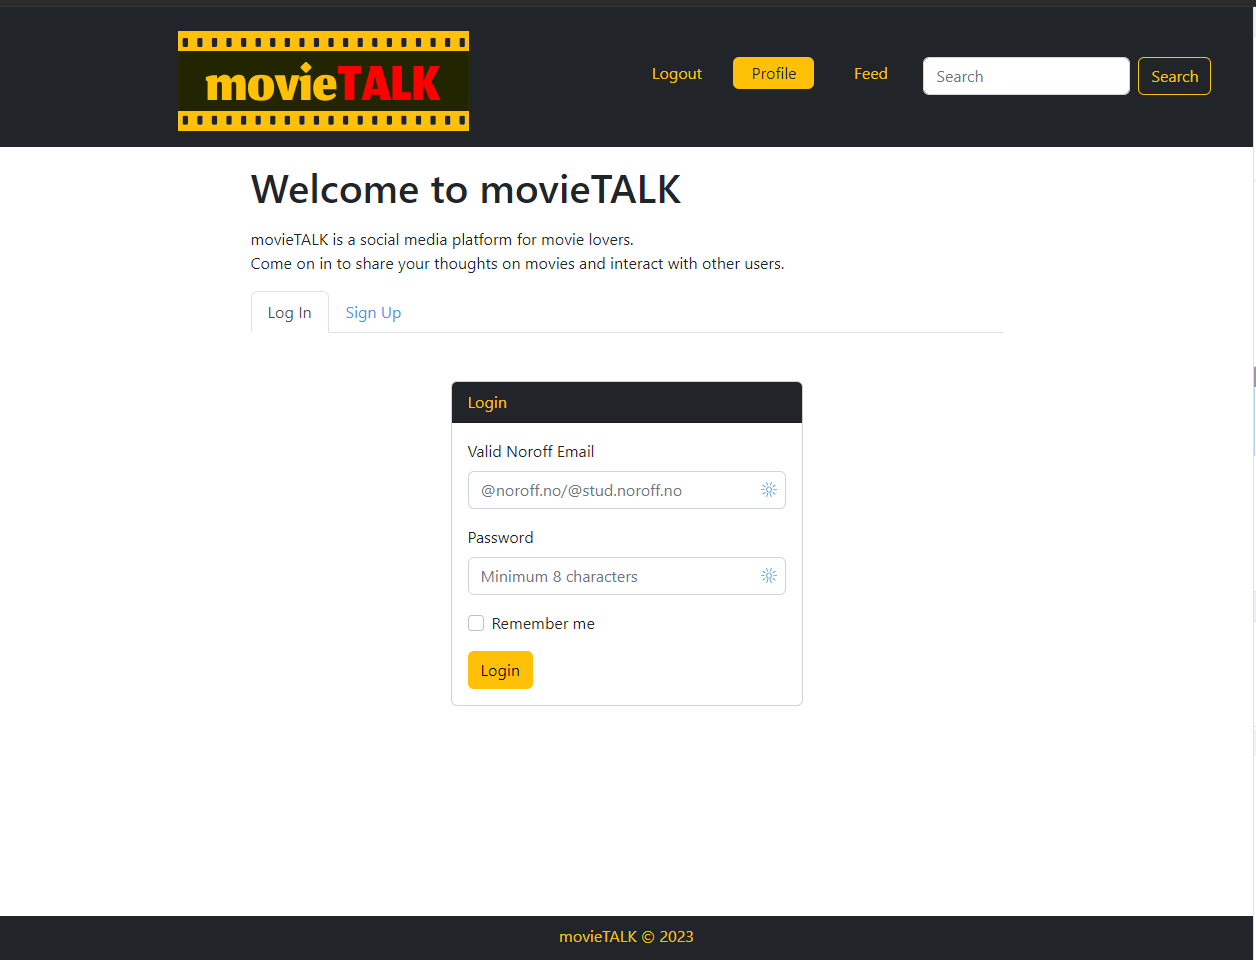 movieTALK
Logout
Profile
Feed
Search
Search
Welcome to movieTALK
movieTALK is a social media platform for movie lovers.
Come on in to share your thoughts on movies and interact with other users.
Log In
Sign Up
Login
Valid Noroff Email
@noroff.no/@stud.noroff.no
Password
Minimum 8 characters
Remember me
Login
movieTALK © 2023